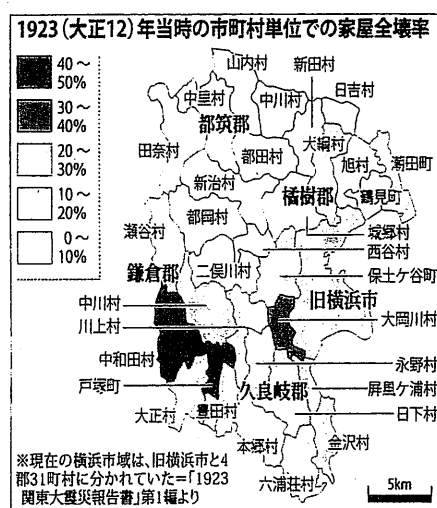 1923(大正12)年当時の市町村単位での家屋全壊率
40～
50%
30～
40%
20～
30%
10～
20%
0～
10%
山内村
新田村
日吉村
中里村
中川村
都筑郡
大綱村
田奈村
都田村
旭村
潮田町
新治村
橘樹郡
鶴見町
都岡村
瀬谷村
城郷村
西谷村
鎌倉郡
二俣川村
保土ケ谷町
中川村
旧横浜市
川上村
大岡川村
中和田村
永野村
戸塚町
久良岐郡
屏風ケ浦村
大正村
豊田村
日下村
本郷村
金沢村
六浦荘村
※現在の横浜市域は、旧横浜市と4
郡31町村に分かれていた=「1923
関東大震災報告書」第1編より
5km